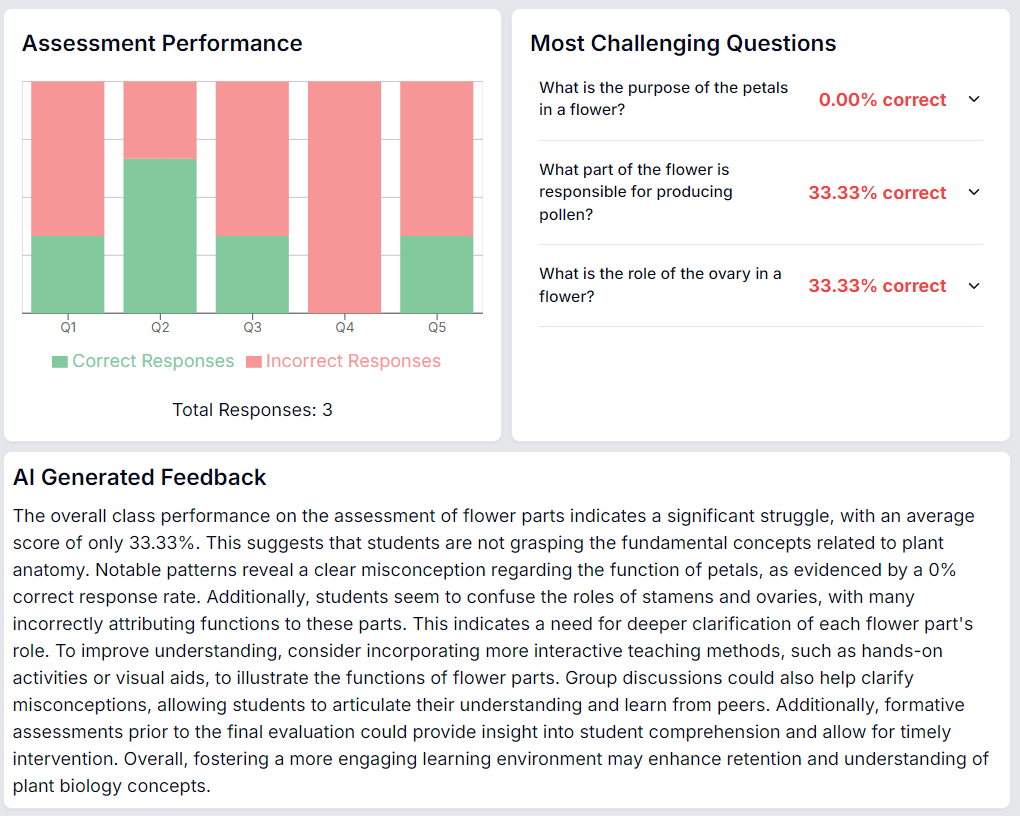 Assessment Performance
Q1 Q2 Q3 Q4 Q5
Correct Responses Incorrect Responses
Total Responses: 3
Most Challenging Questions
What is the purpose of the petals
in a flower?
0.00% correct
What part of the flower is
responsible for producing
pollen?
33.33% correct
What is the role of the ovary in a
flower?
33.33% correct
AI Generated Feedback
The overall class performance on the assessment of flower parts indicates a significant struggle, with an average
score of only 33.33%. This suggests that students are not grasping the fundamental concepts related to plant
anatomy. Notable patterns reveal a clear misconception regarding the function of petals, as evidenced by a 0%
correct response rate. Additionally, students seem to confuse the roles of stamens and ovaries, with many
incorrectly attributing functions to these parts. This indicates a need for deeper clarification of each flower part's
role. To improve understanding, consider incorporating more interactive teaching methods, such as hands-on
activities or visual aids, to illustrate the functions of flower parts. Group discussions could also help clarify
misconceptions, allowing students to articulate their understanding and learn from peers. Additionally, formative
assessments prior to the final evaluation could provide insight into student comprehension and allow for timely
intervention. Overall, fostering a more engaging learning environment may enhance retention and understanding of
plant biology concepts.